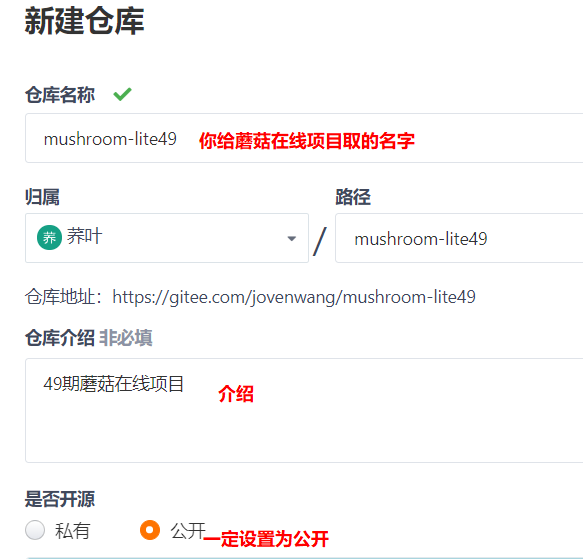 新建仓库
仓库名称
mushroom-lite49 你给蘑菇在线项目取的名字
归属 路径
荞 荞叶 / mushroom-lite49
仓库地址：https://gitee.com/jovenwang/mushroom-lite49
仓库介绍 非必填
49期蘑菇在线项目 介绍
是否开源
私有 公开 一定设置为公开